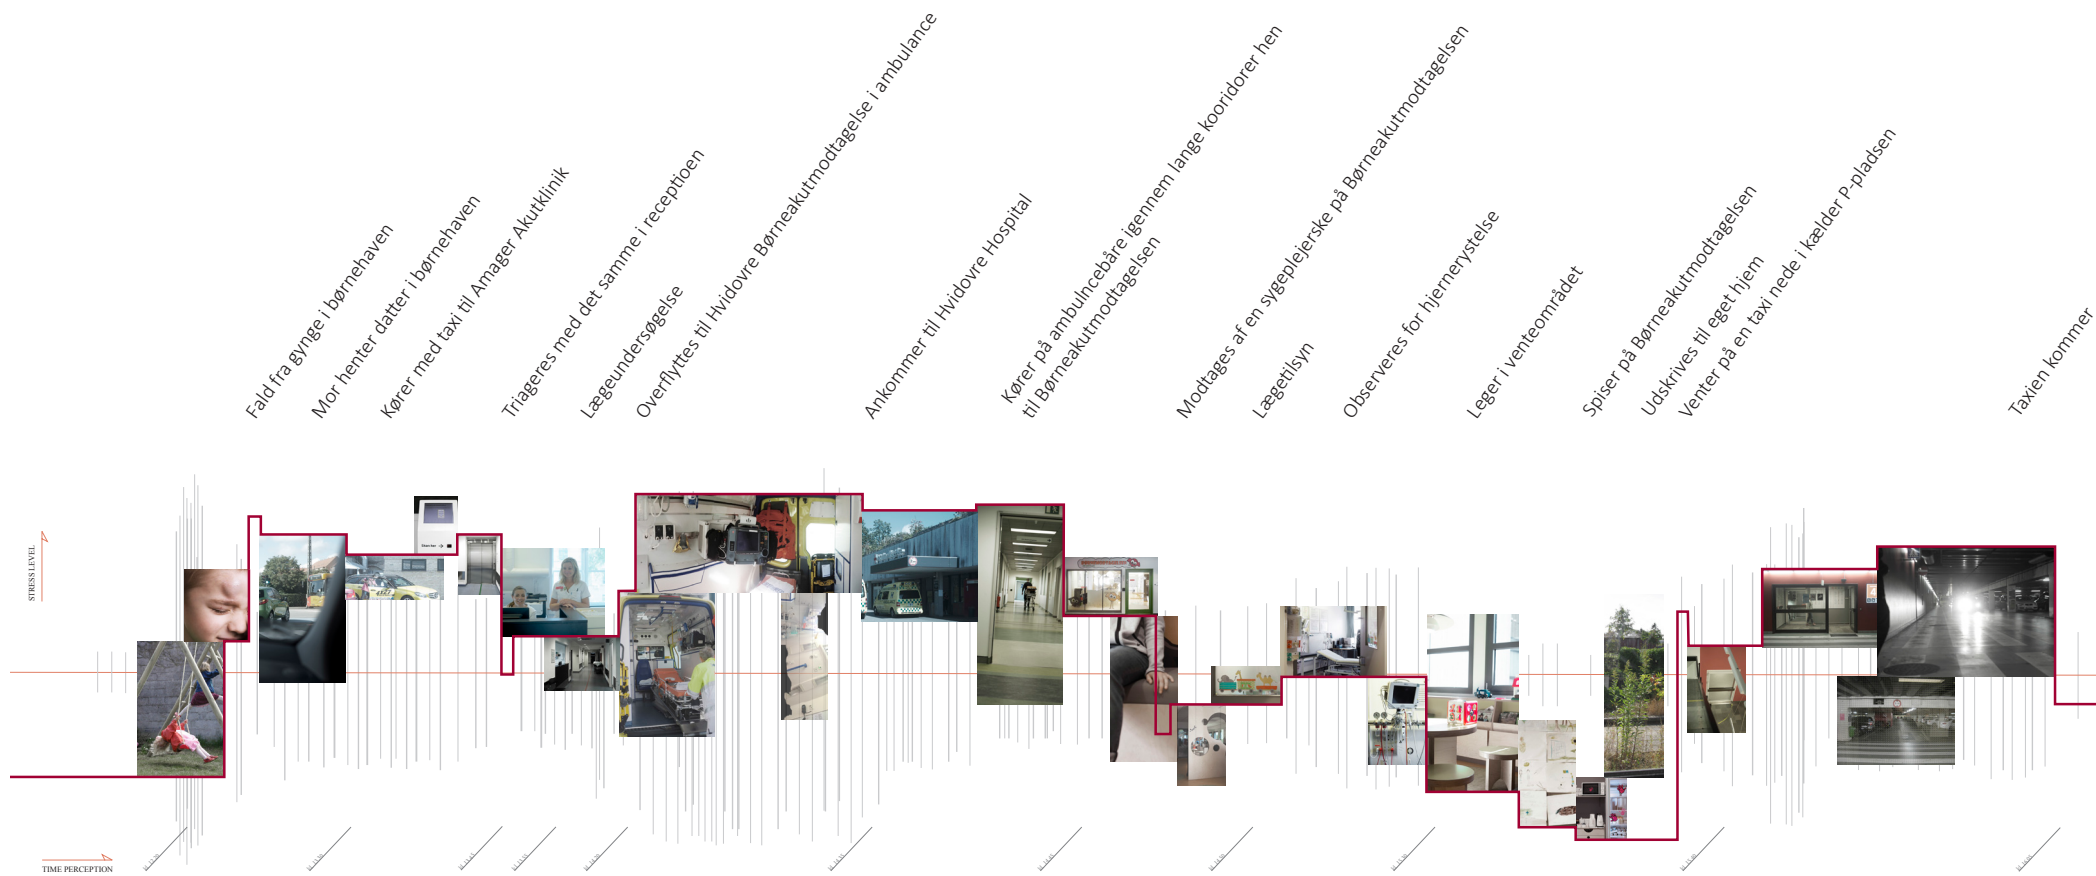 Fald fra gynge i børnehaven
Mor henter datter i børnehaven
Kører med taxi til Amager Akutklinik
Triageres med det samme i receptioen
Lægeundersøgelse
Overflyttes til Hvidovre Børneakutmodtagelse i ambulance
Ankommer til Hvidovre Hospital
Kører på ambulncebåre igennem lange kooridorer hen
til Børneakutmodtagelsen
Modtages af en sygeplejerske på Børneakutmodtagelsen
Lægetilsyn
Observeres for hjernerystelse
Leger i venteområdet
Spiser på Børneakutmodtagelsen
Udskrives til eget hjem
Venter på en taxi nede i kælder P-pladsen
Taxien kommer
STRESS LEVEL
TIME PERCEPTION